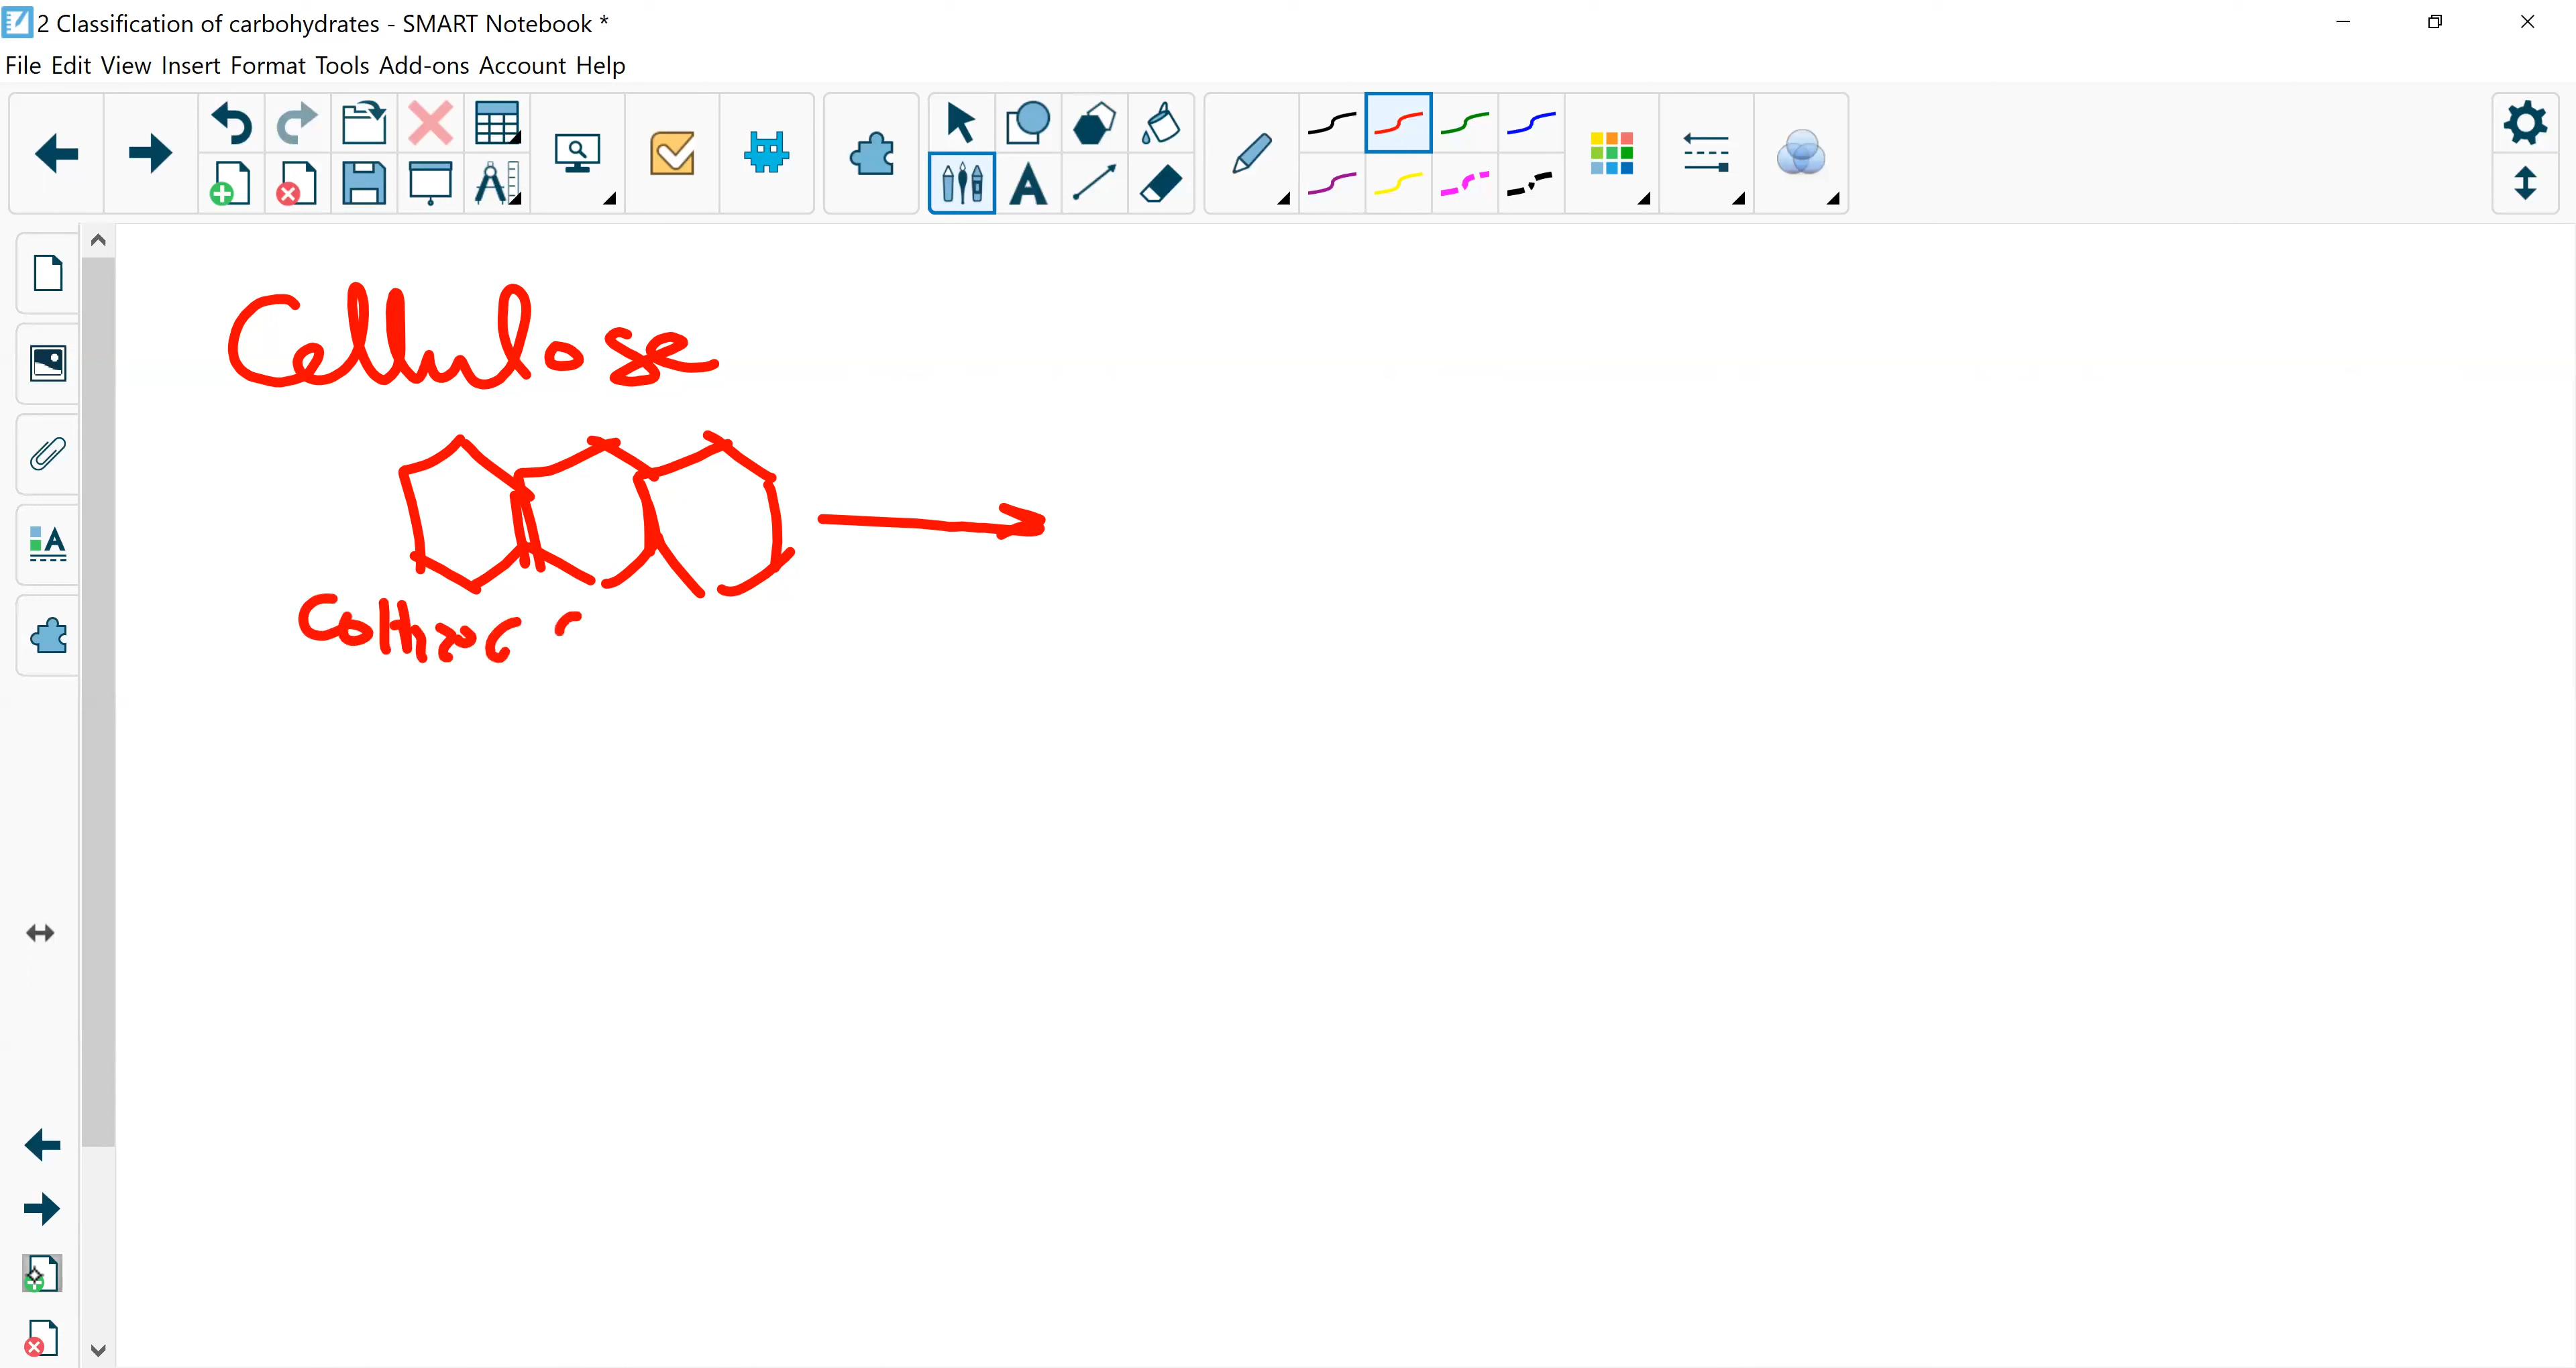 2 Classification of carbohydrates - SMART Notebook *
File Edit View Insert Format Tools Add-ons Account Help
Cellulose